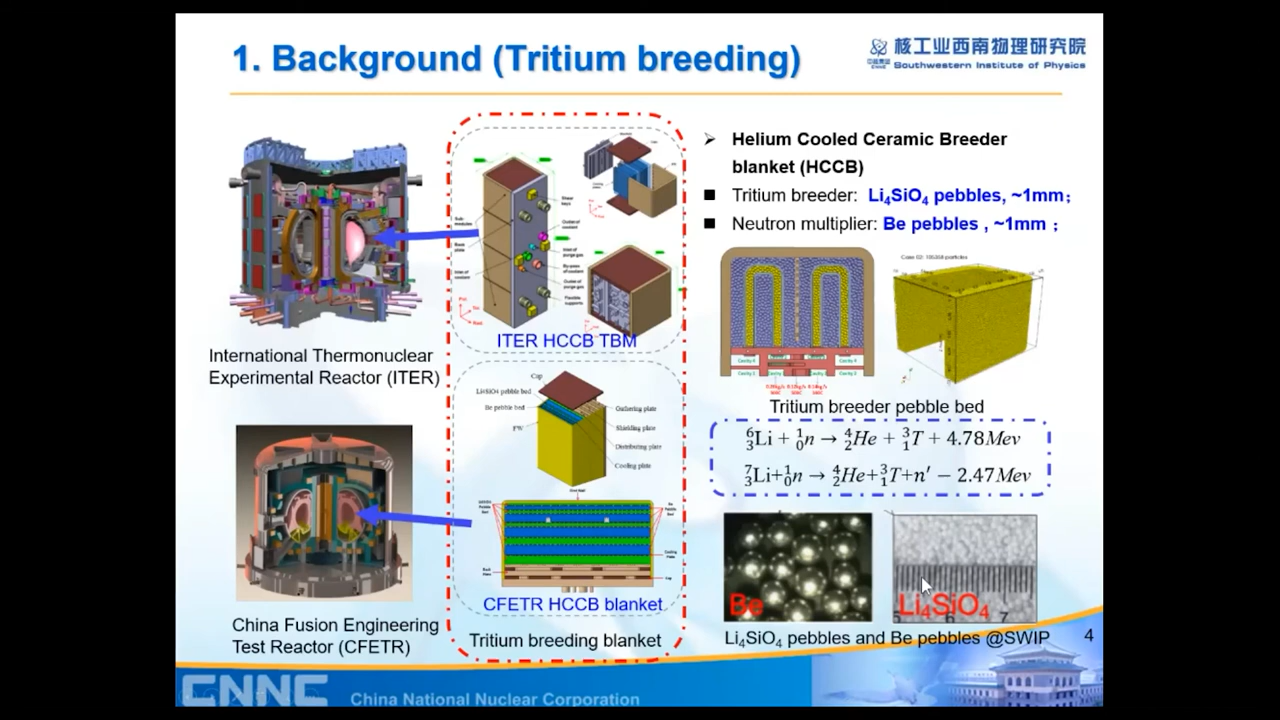 1. Background (Tritium breeding)
核工业西南物理研究院
Southwestern Institute of Physics
International Thermonuclear
Experimental Reactor (ITER)
China Fusion Engineering
Test Reactor (CFETR)
ITER HCCB TBM
Cap
Li4SiO4 pebble bed
Be pebble bed
FW
Gathering plate
Shielding plate
Distributing plate
Cooling plate
CFETR HCCB blanket
Tritium breeding blanket
➢ Helium Cooled Ceramic Breeder
blanket (HCCB)
■ Tritium breeder: Li₄SiO₄ pebbles, ~1mm；
■ Neutron multiplier: Be pebbles , ~1mm ；
Tritium breeder pebble bed
⁶₃Li + ¹₀n → ⁴₂He + ³₁T + 4.78Mev
⁷₃Li+¹₀n → ⁴₂He+³₁T+n′ − 2.47Mev
Be
Li₄SiO₄
7
Li₄SiO₄ pebbles and Be pebbles @SWIP
4
CNNC
China National Nuclear Corporation